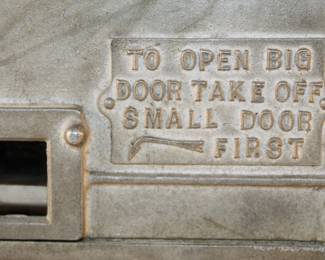 TO OPEN BIG
DOOR TAKE OFF
SMALL DOOR
FIRST